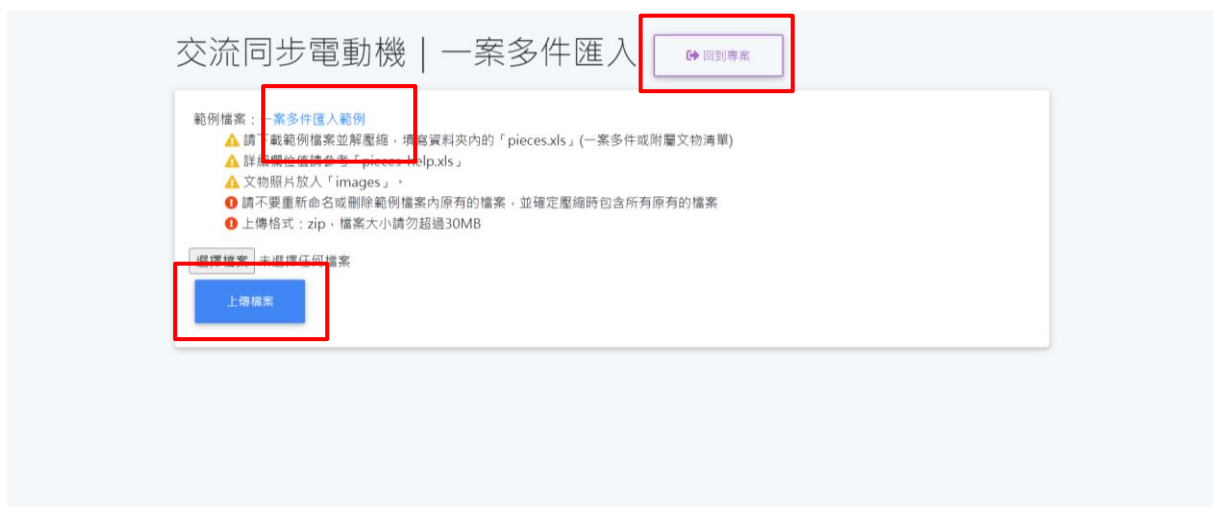 交流同步電動機 | 一案多件匯入
回到專案
範例檔案：一案多件匯入範例
請下載範例檔案並解壓縮，填寫資料夾內的「pieces.xls」(一案多件或附屬文物清單)
詳細欄位值請參考「pieces-help.xls」
文物照片放入「images」。
請不要重新命名或刪除範例檔案內原有的檔案，並確定壓縮時包含所有原有的檔案
上傳格式：zip，檔案大小請勿超過30MB
選擇檔案 未選擇任何檔案
上傳檔案